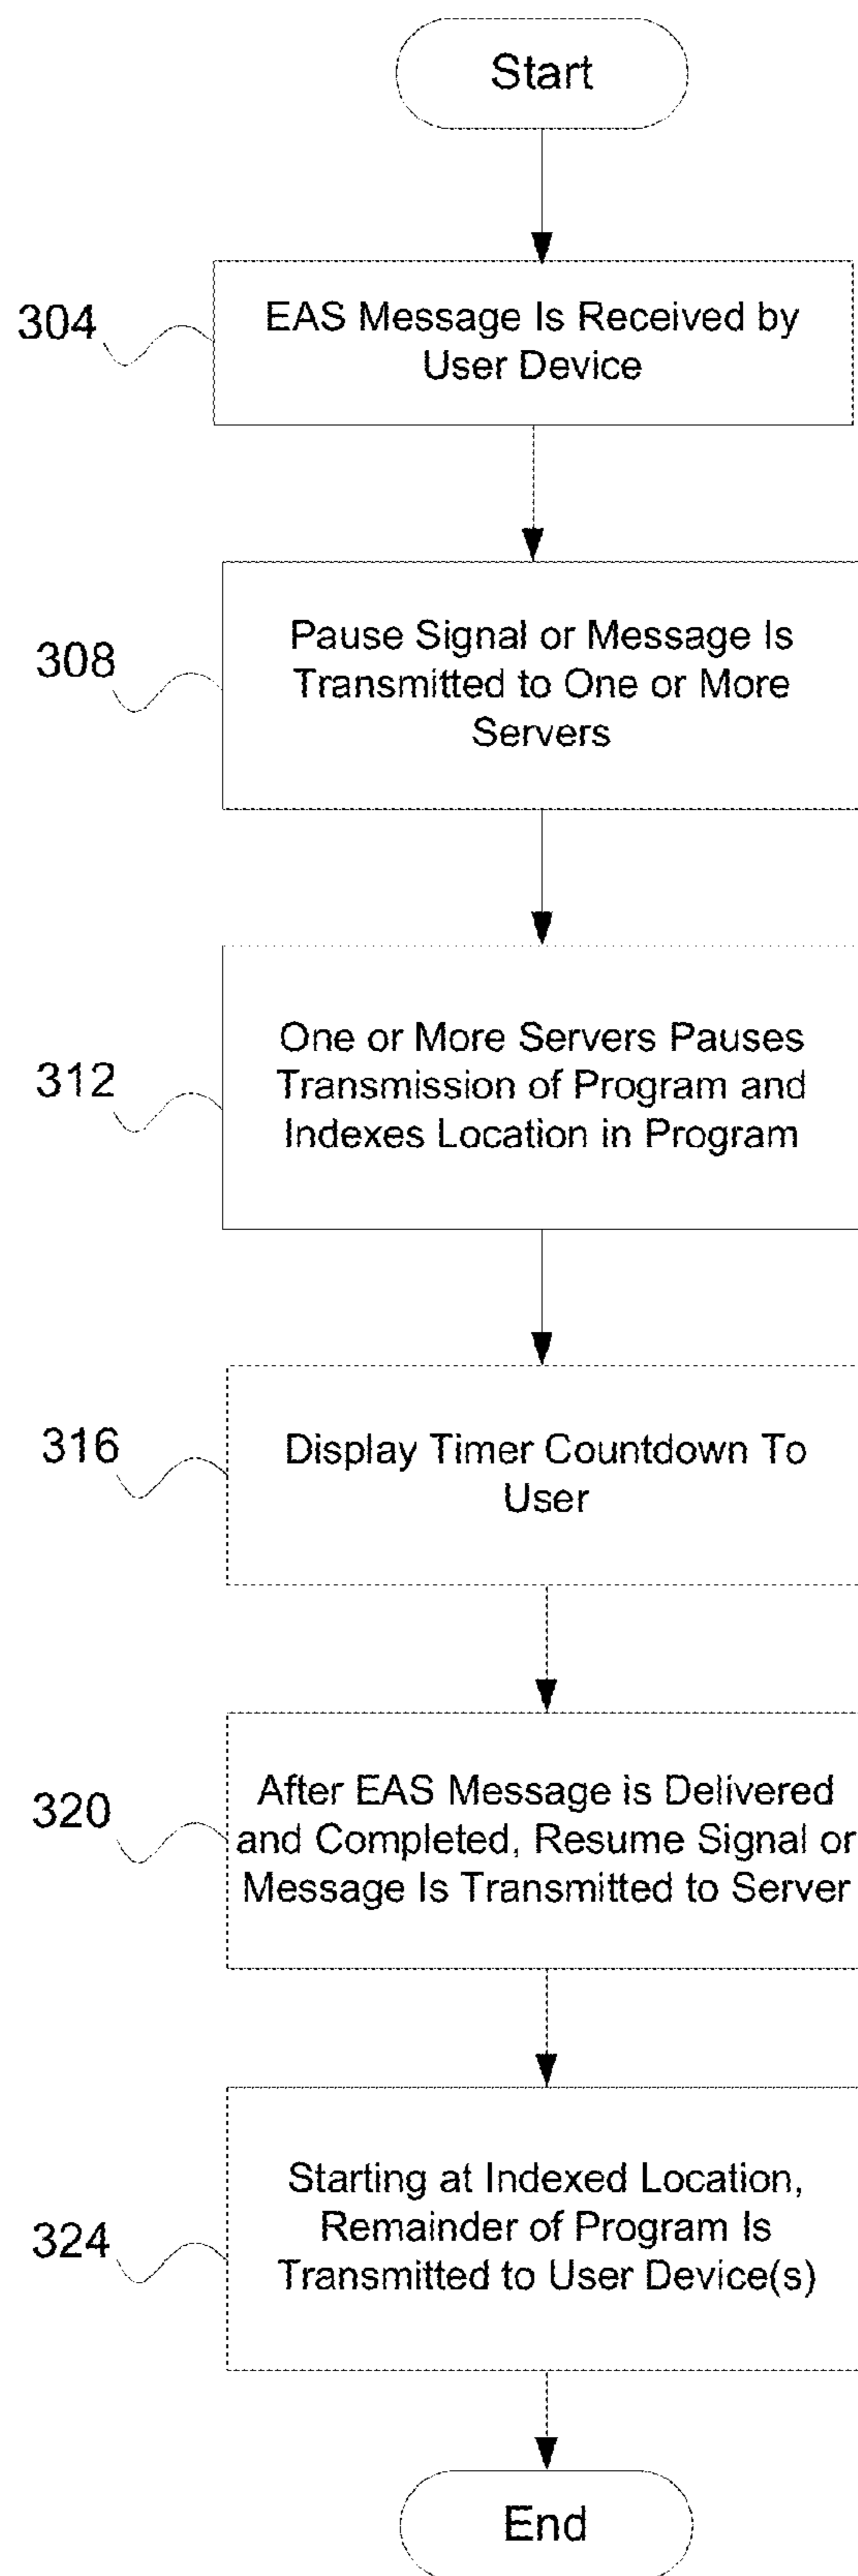 Start
304
EAS Message Is Received by
User Device
308
Pause Signal or Message Is
Transmitted to One or More
Servers
312
One or More Servers Pauses
Transmission of Program and
Indexes Location in Program
316
Display Timer Countdown To
User
320
After EAS Message is Delivered
and Completed, Resume Signal or
Message Is Transmitted to Server
324
Starting at Indexed Location,
Remainder of Program Is
Transmitted to User Device(s)
End